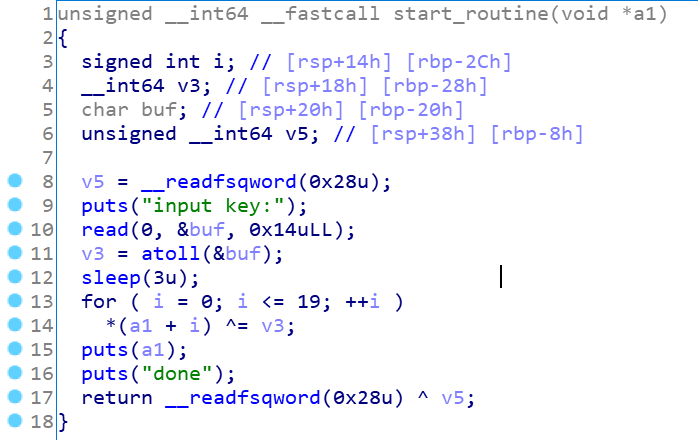 1 unsigned __int64 __fastcall start_routine(void *a1)
2 {
3 signed int i; // [rsp+14h] [rbp-2Ch]
4 __int64 v3; // [rsp+18h] [rbp-28h]
5 char buf; // [rsp+20h] [rbp-20h]
6 unsigned __int64 v5; // [rsp+38h] [rbp-8h]
7
8 v5 = __readfsqword(0x28u);
9 puts("input key:");
10 read(0, &buf, 0x14uLL);
11 v3 = atoll(&buf);
12 sleep(3u);
13 for ( i = 0; i <= 19; ++i )
14 *(a1 + i) ^= v3;
15 puts(a1);
16 puts("done");
17 return __readfsqword(0x28u) ^ v5;
18 }